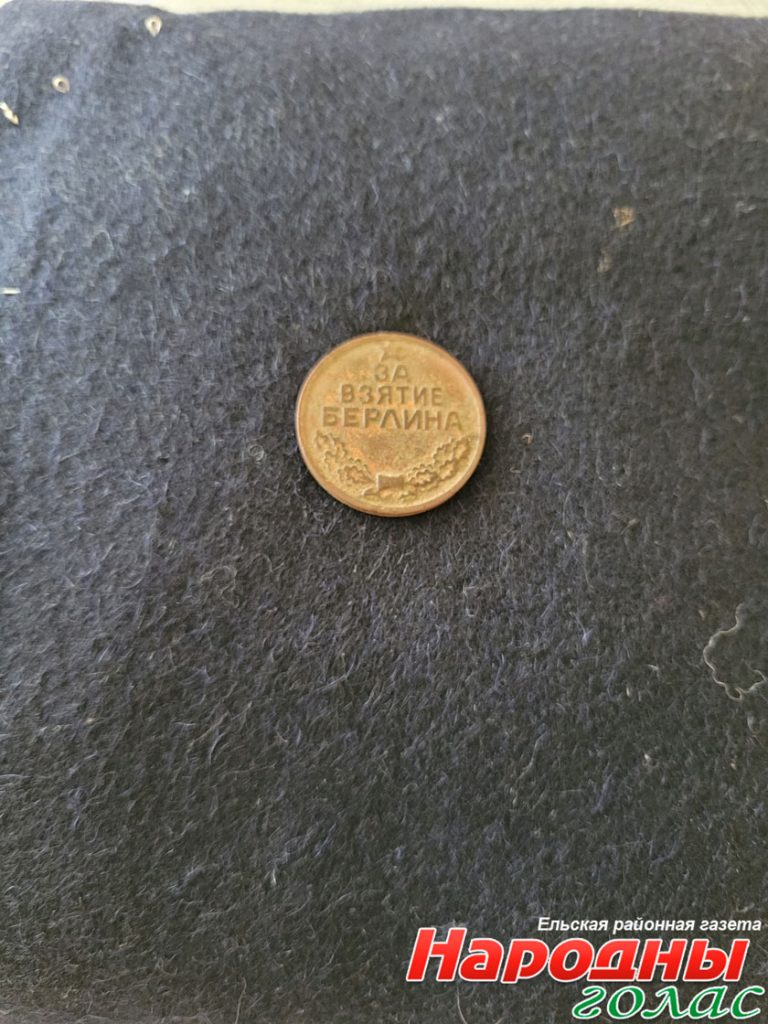 ЗА
ВЗЯТИЕ
БЕРЛИНА
Ельская районная газета
Народны
голас